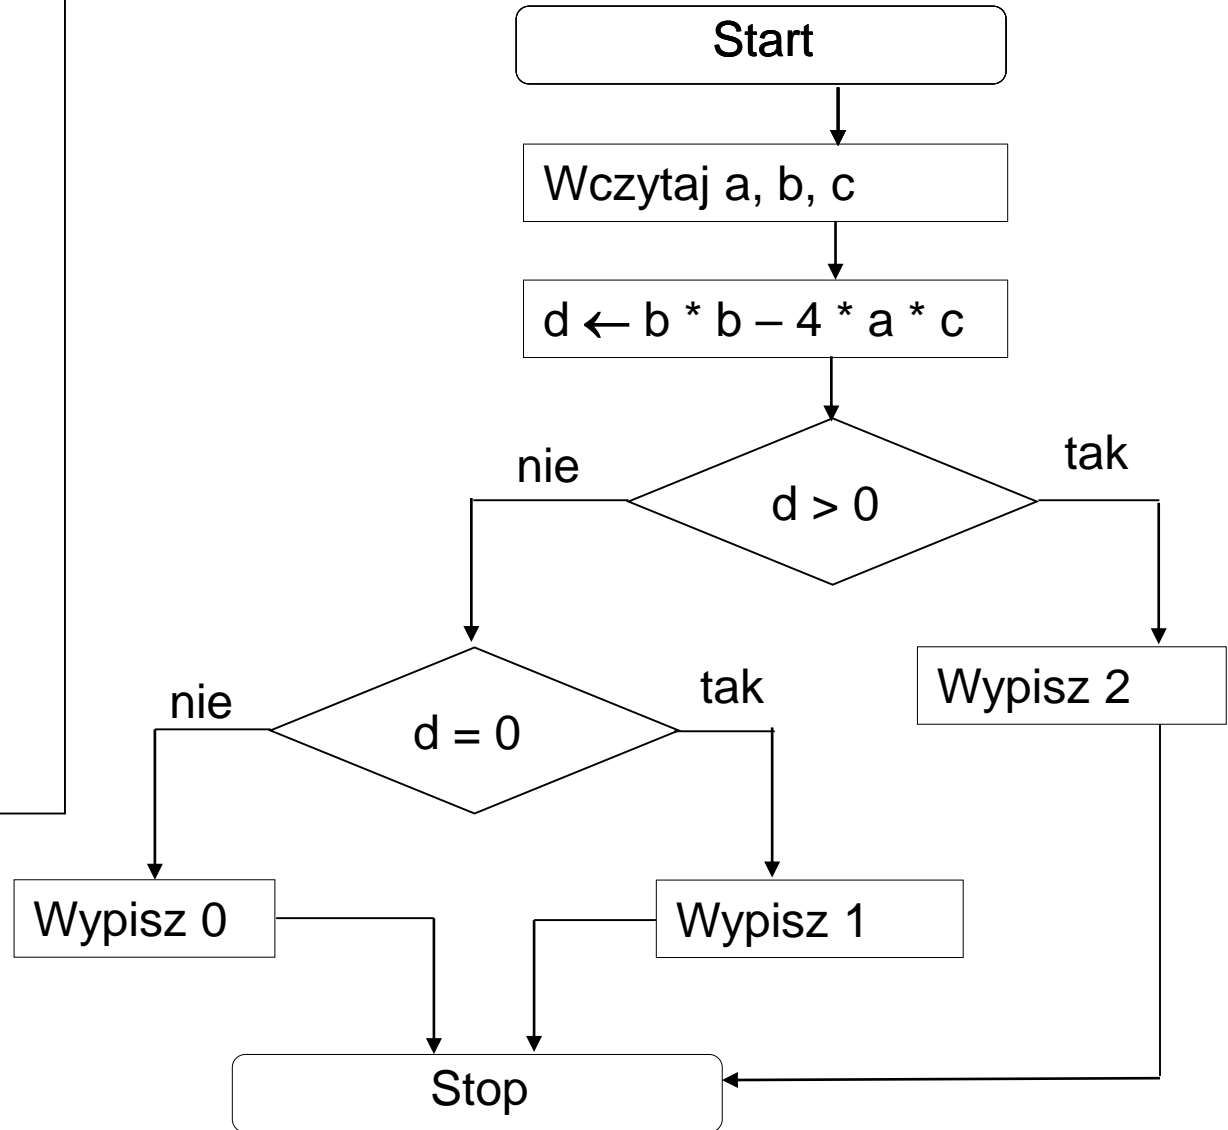 Start
Wczytaj a, b, c
d ← b * b – 4 * a * c
nie
tak
d > 0
nie
tak
d = 0
Wypisz 2
Wypisz 0
Wypisz 1
Stop